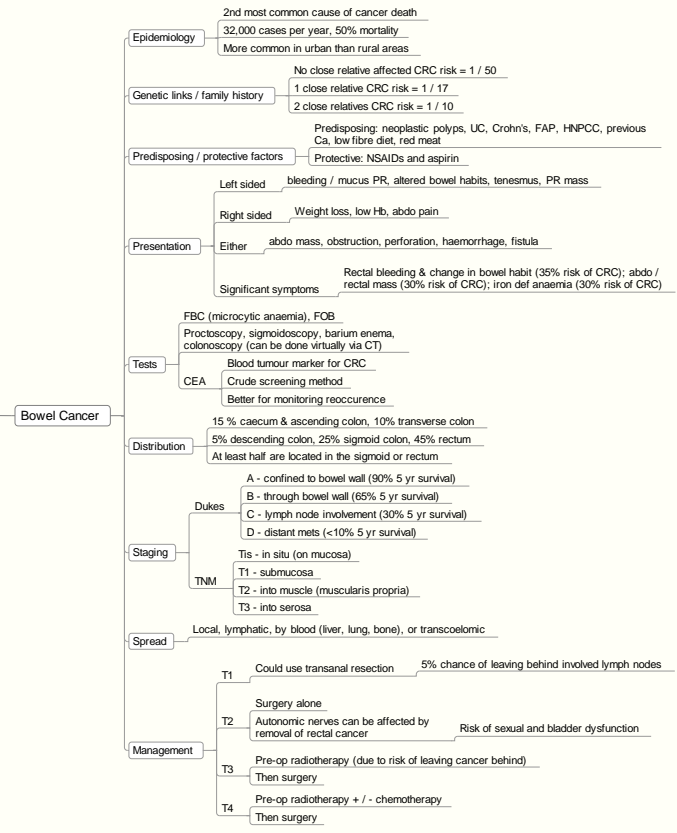 Bowel Cancer
Epidemiology
2nd most common cause of cancer death
32,000 cases per year, 50% mortality
More common in urban than rural areas
Genetic links / family history
No close relative affected CRC risk = 1 / 50
1 close relative CRC risk = 1 / 17
2 close relatives CRC risk = 1 / 10
Predisposing / protective factors
Predisposing: neoplastic polyps, UC, Crohn's, FAP, HNPCC, previous
Ca, low fibre diet, red meat
Protective: NSAIDs and aspirin
Presentation
Left sided
bleeding / mucus PR, altered bowel habits, tenesmus, PR mass
Right sided
Weight loss, low Hb, abdo pain
Either
abdo mass, obstruction, perforation, haemorrhage, fistula
Significant symptoms
Rectal bleeding & change in bowel habit (35% risk of CRC); abdo /
rectal mass (30% risk of CRC); iron def anaemia (30% risk of CRC)
Tests
FBC (microcytic anaemia), FOB
Proctoscopy, sigmoidoscopy, barium enema,
colonoscopy (can be done virtually via CT)
CEA
Blood tumour marker for CRC
Crude screening method
Better for monitoring reoccurence
Distribution
15 % caecum & ascending colon, 10% transverse colon
5% descending colon, 25% sigmoid colon, 45% rectum
At least half are located in the sigmoid or rectum
Staging
Dukes
A - confined to bowel wall (90% 5 yr survival)
B - through bowel wall (65% 5 yr survival)
C - lymph node involvement (30% 5 yr survival)
D - distant mets (<10% 5 yr survival)
TNM
Tis - in situ (on mucosa)
T1 - submucosa
T2 - into muscle (muscularis propria)
T3 - into serosa
Spread
Local, lymphatic, by blood (liver, lung, bone), or transcoelomic
Management
T1
Could use transanal resection
5% chance of leaving behind involved lymph nodes
T2
Surgery alone
Autonomic nerves can be affected by
removal of rectal cancer
Risk of sexual and bladder dysfunction
T3
Pre-op radiotherapy (due to risk of leaving cancer behind)
Then surgery
T4
Pre-op radiotherapy + / - chemotherapy
Then surgery